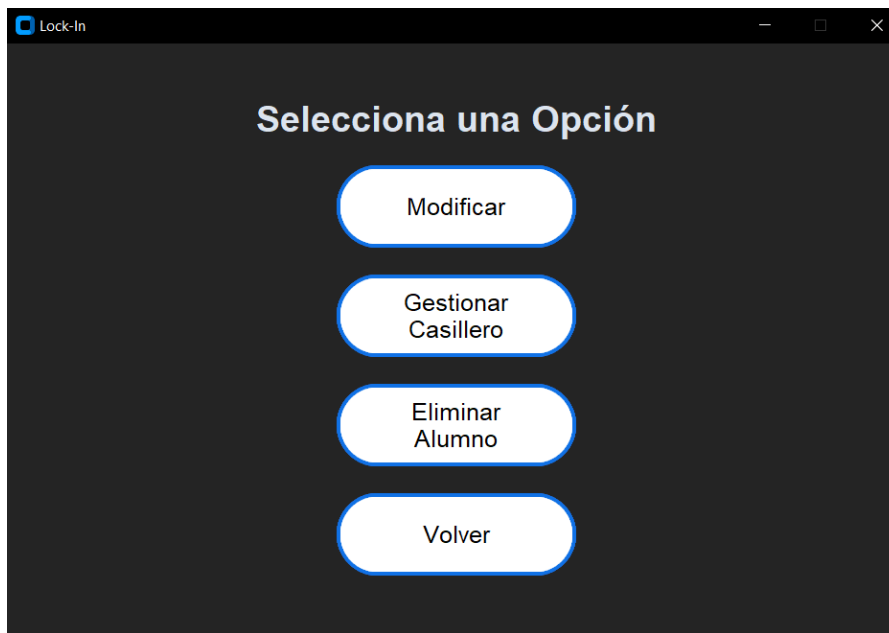 Lock-In
Selecciona una Opción
Modificar
Gestionar
Casillero
Eliminar
Alumno
Volver